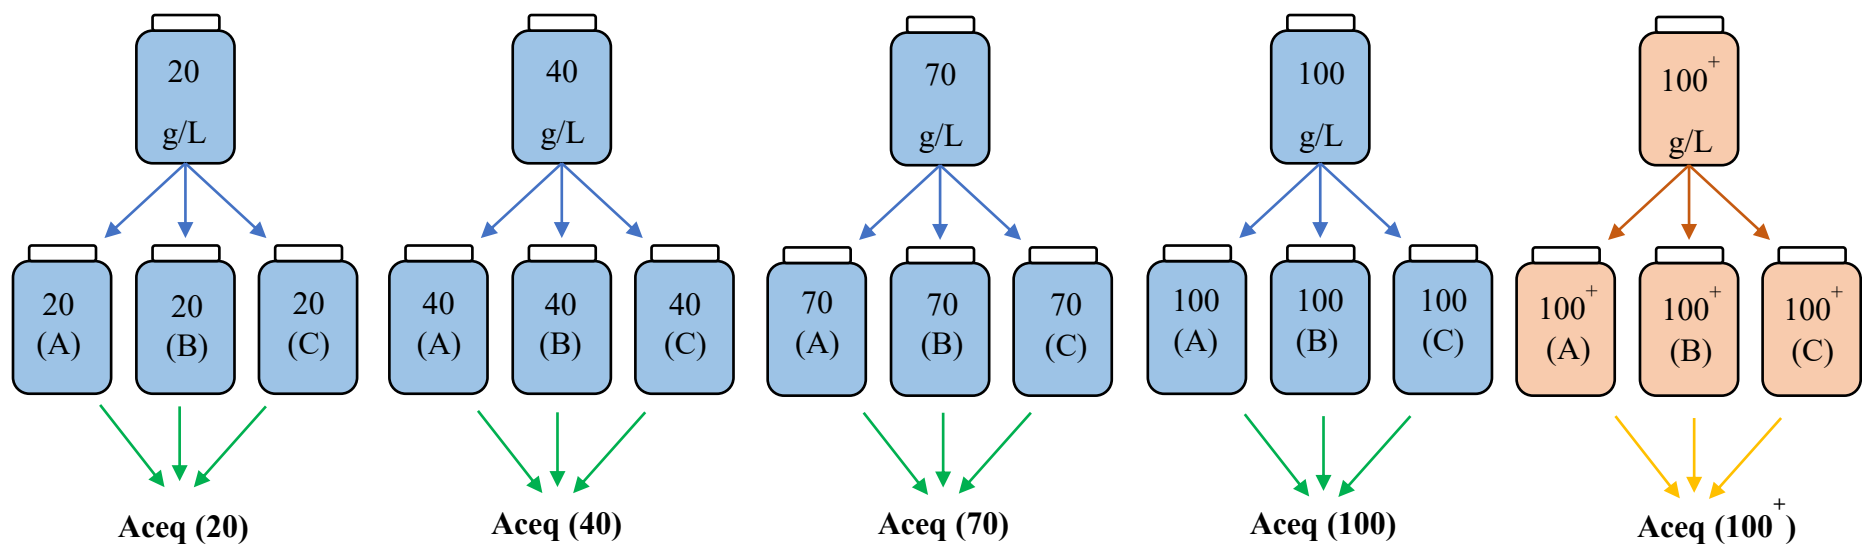 20
g/L
40
g/L
70
g/L
100
g/L
100⁺
g/L
20
(A)
20
(B)
20
(C)
40
(A)
40
(B)
40
(C)
70
(A)
70
(B)
70
(C)
100
(A)
100
(B)
100
(C)
100⁺
(A)
100⁺
(B)
100⁺
(C)
Aceq (20)
Aceq (40)
Aceq (70)
Aceq (100)
Aceq (100⁺)